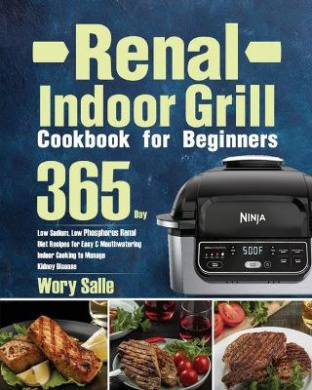 Renal
Indoor Grill
Cookbook for Beginners
365
Day
Low Sodium, Low Phosphorus Renal
Diet Recipes for Easy & Mouthwatering
Indoor Cooking to Manage
Kidney Disease
Wory Salle
NINJA
500F